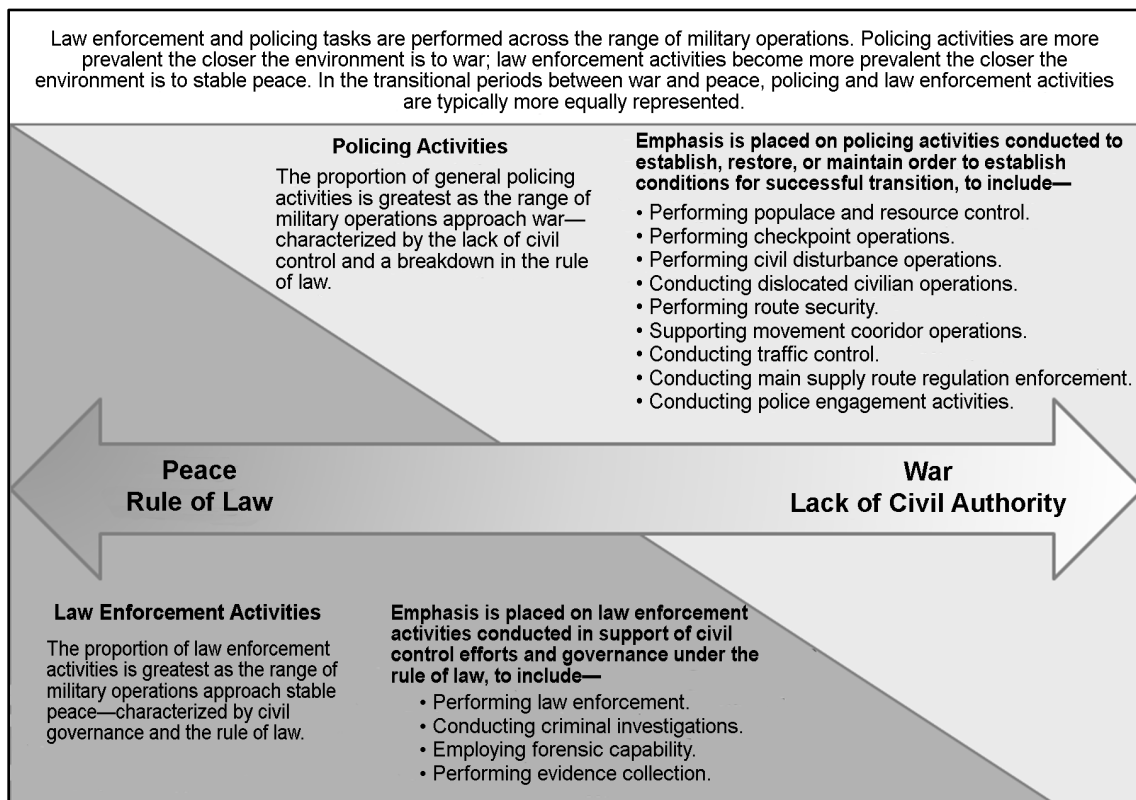 Law enforcement and policing tasks are performed across the range of military operations. Policing activities are more
prevalent the closer the environment is to war; law enforcement activities become more prevalent the closer the
environment is to stable peace. In the transitional periods between war and peace, policing and law enforcement activities
are typically more equally represented.
Policing Activities
The proportion of general policing
activities is greatest as the range of
military operations approach war—
characterized by the lack of civil
control and a breakdown in the rule
of law.
Emphasis is placed on policing activities conducted to
establish, restore, or maintain order to establish
conditions for successful transition, to include—
• Performing populace and resource control.
• Performing checkpoint operations.
• Performing civil disturbance operations.
• Conducting dislocated civilian operations.
• Performing route security.
• Supporting movement cooridor operations.
• Conducting traffic control.
• Conducting main supply route regulation enforcement.
• Conducting police engagement activities.
Peace
Rule of Law
War
Lack of Civil Authority
Law Enforcement Activities
The proportion of law enforcement
activities is greatest as the range of
military operations approach stable
peace—characterized by civil
governance and the rule of law.
Emphasis is placed on law enforcement
activities conducted in support of civil
control efforts and governance under the
rule of law, to include—
• Performing law enforcement.
• Conducting criminal investigations.
• Employing forensic capability.
• Performing evidence collection.